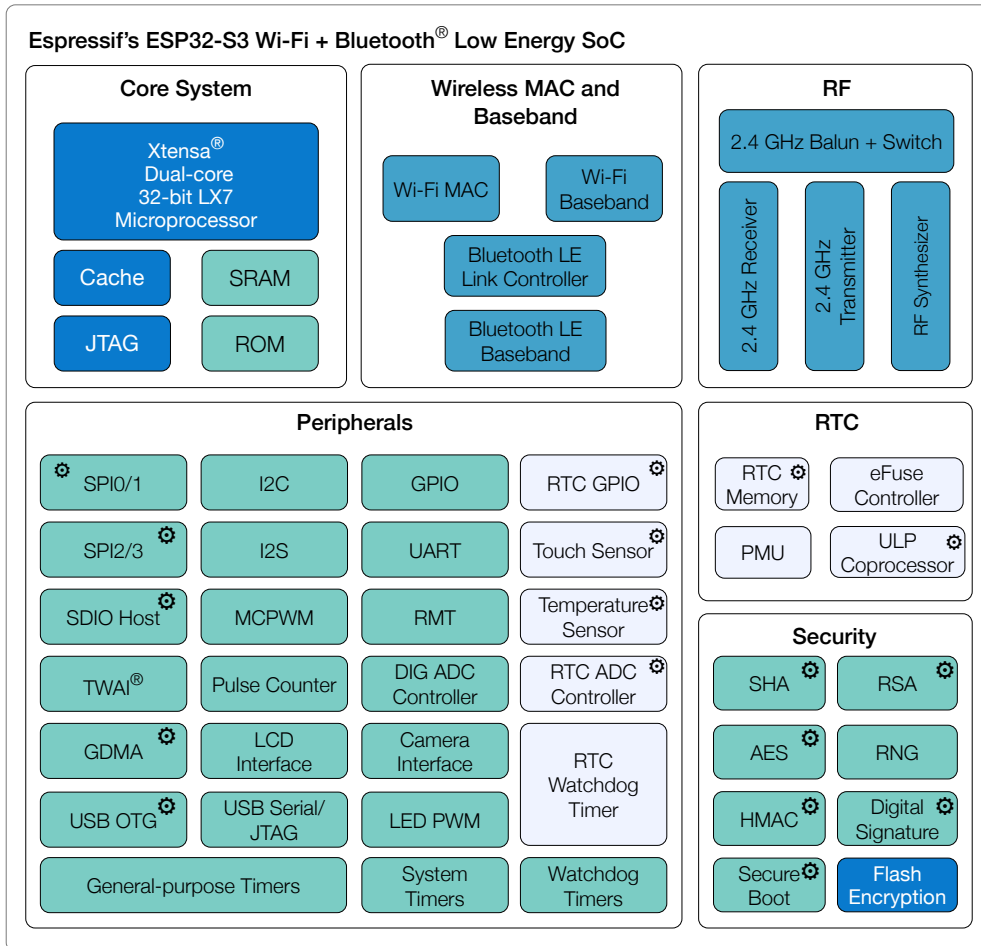 Espressif's ESP32-S3 Wi-Fi + Bluetooth® Low Energy SoC
Core System
Xtensa®
Dual-core
32-bit LX7
Microprocessor
Cache
SRAM
JTAG
ROM
Wireless MAC and
Baseband
Wi-Fi MAC
Wi-Fi
Baseband
Bluetooth LE
Link Controller
Bluetooth LE
Baseband
RF
2.4 GHz Balun + Switch
2.4 GHz Receiver
2.4 GHz
Transmitter
RF Synthesizer
Peripherals
SPI0/1
I2C
GPIO
RTC GPIO
SPI2/3
I2S
UART
Touch Sensor
SDIO Host
MCPWM
RMT
Temperature
Sensor
TWAI®
Pulse Counter
DIG ADC
Controller
RTC ADC
Controller
GDMA
LCD
Interface
Camera
Interface
RTC
Watchdog
Timer
USB OTG
USB Serial/
JTAG
LED PWM
General-purpose Timers
System
Timers
Watchdog
Timers
RTC
RTC
Memory
eFuse
Controller
PMU
ULP
Coprocessor
Security
SHA
RSA
AES
RNG
HMAC
Digital
Signature
Secure
Boot
Flash
Encryption